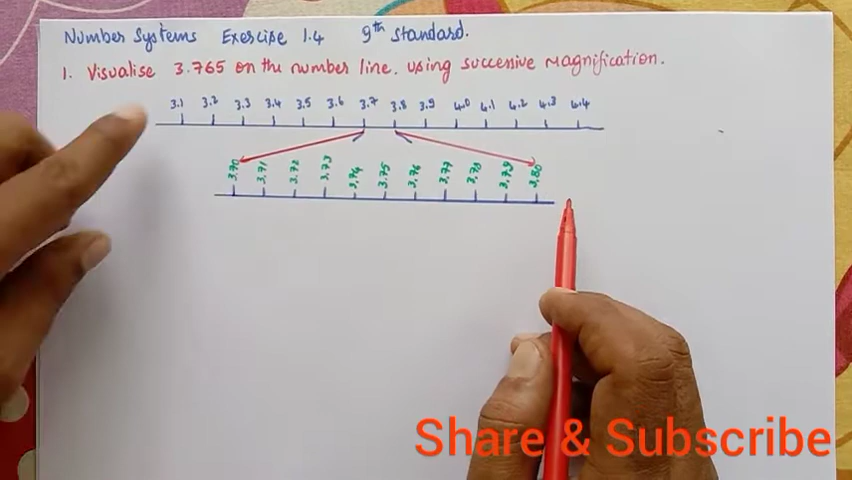 Number Systems Exercise 1.4 9th Standard.
1. Visualise 3.765 on the number line, using successive magnification.
3.1 3.2 3.3 3.4 3.5 3.6 3.7 3.8 3.9 4.0 4.1 4.2 4.3 4.4
3.70 3.71 3.72 3.73 3.74 3.75 3.76 3.77 3.78 3.79 3.80
Share & Subscribe